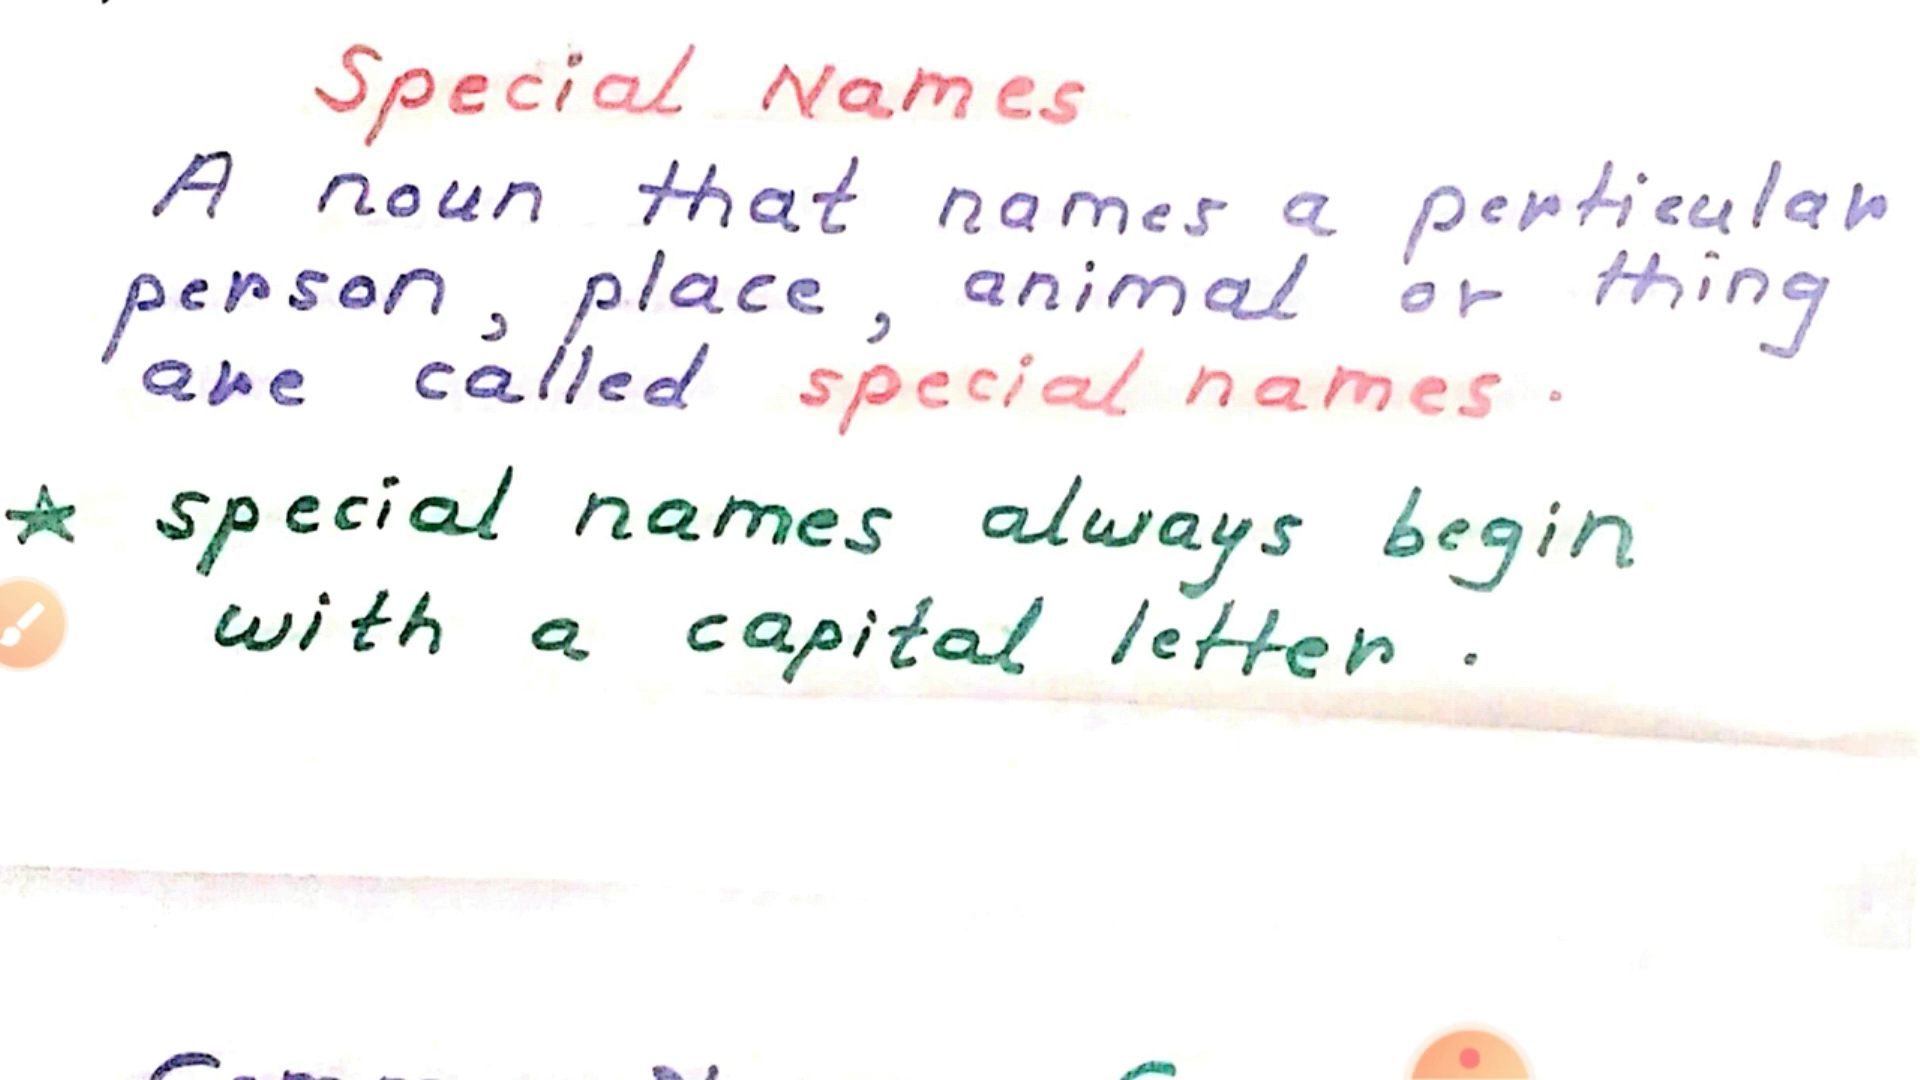 Special Names
A noun that names a perticular
person, place, animal or thing
are called special names.
★ special names always begin
with a capital letter.